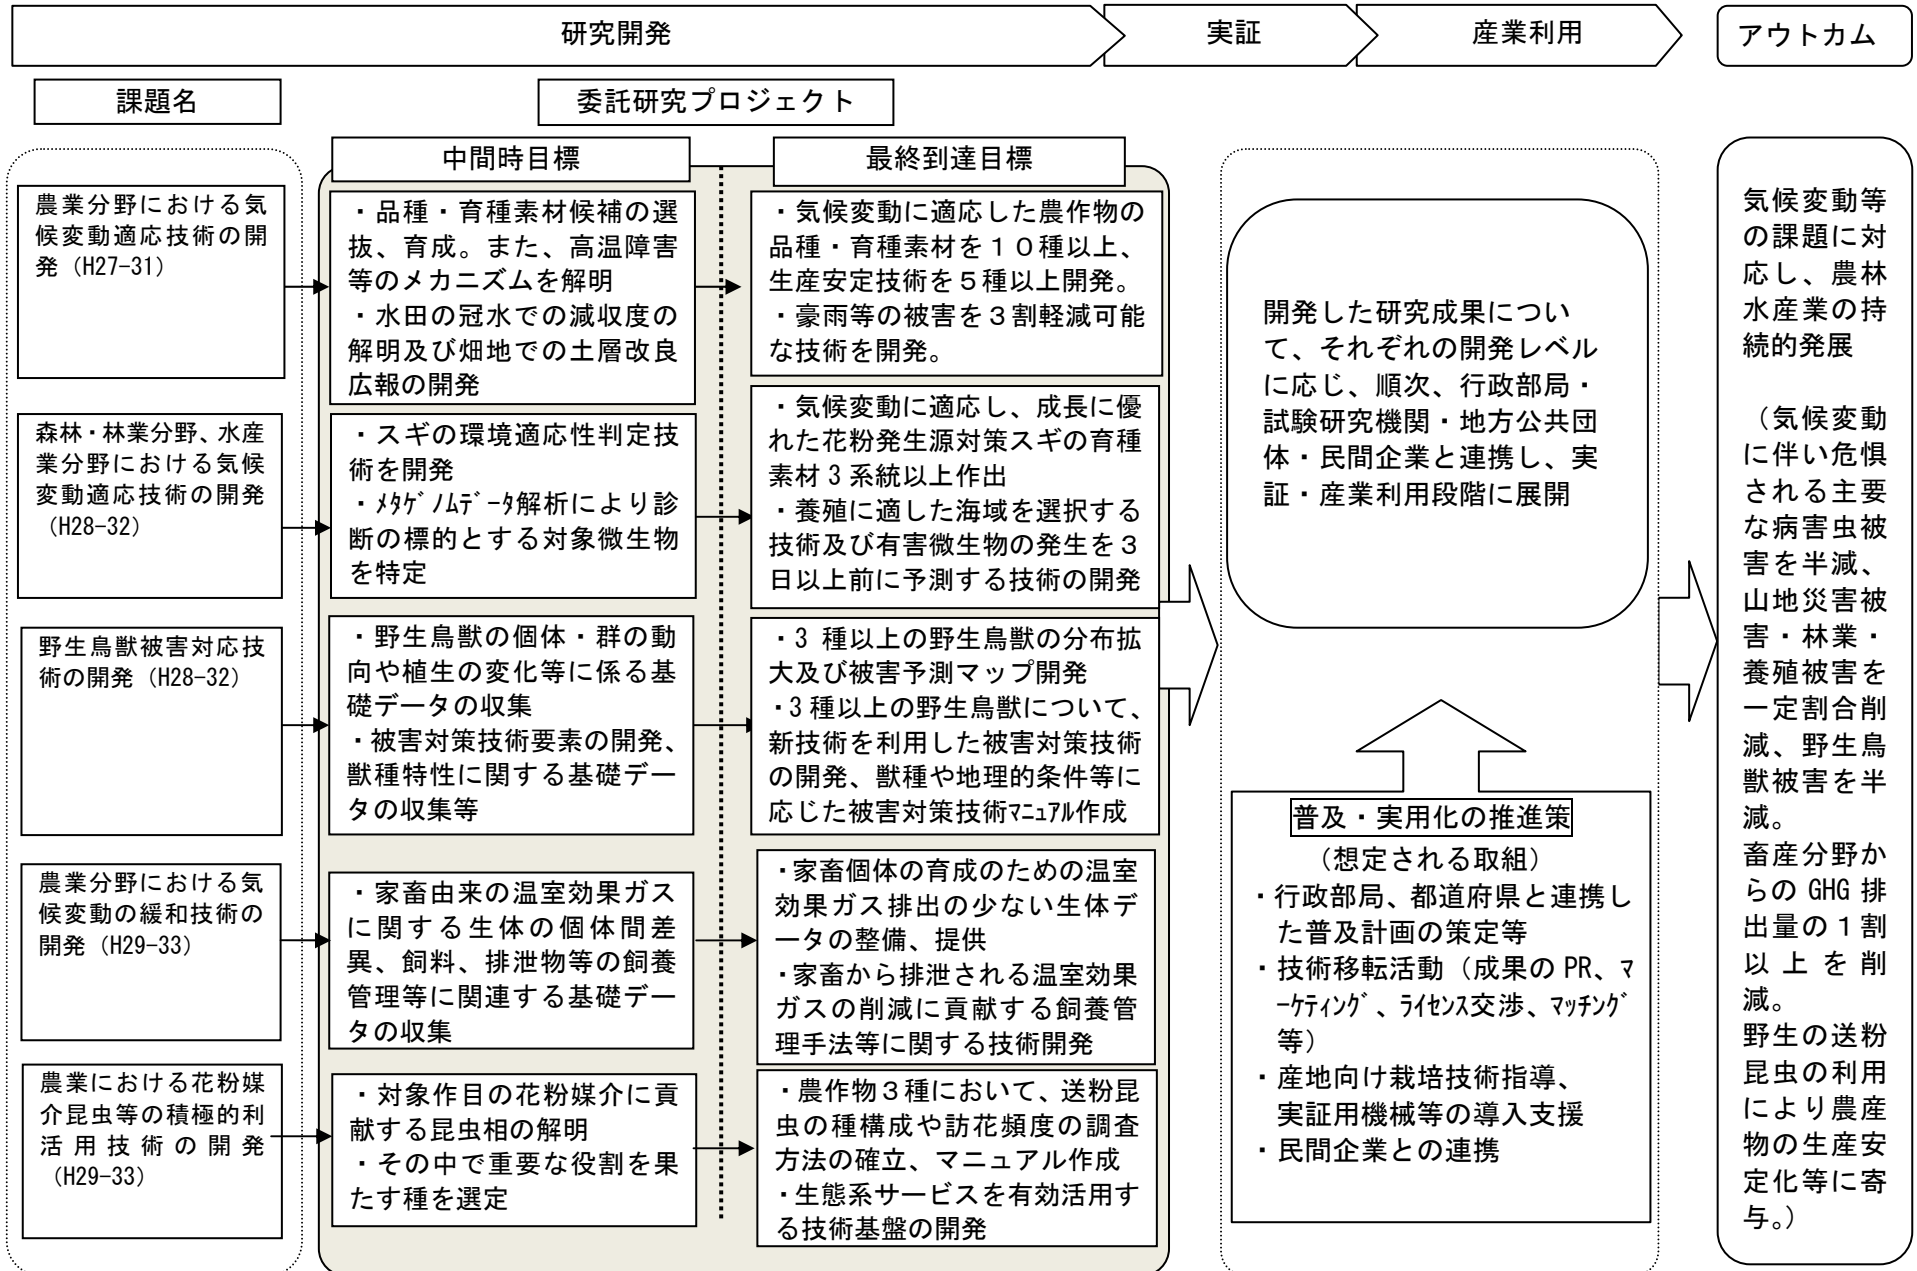 研究開発
実証
産業利用
アウトカム
課題名
委託研究プロジェクト
中間時目標
最終到達目標
農業分野における気
候変動適応技術の開
発（H27-31）
・品種・育種素材候補の選
抜、育成。また、高温障害
等のメカニズムを解明
・水田の冠水での減収度の
解明及び畑地での土層改良
広報の開発
・気候変動に適応した農作物の
品種・育種素材を１０種以上、
生産安定技術を５種以上開発。
・豪雨等の被害を３割軽減可能
な技術を開発。
森林・林業分野、水産
業分野における気候
変動適応技術の開発
（H28-32）
・スギの環境適応性判定技
術を開発
・ﾒﾀｹﾞﾉﾑﾃﾞｰﾀ解析により診
断の標的とする対象微生物
を特定
・気候変動に適応し、成長に優
れた花粉発生源対策スギの育種
素材 3 系統以上作出
・養殖に適した海域を選択する
技術及び有害微生物の発生を３
日以上前に予測する技術の開発
野生鳥獣被害対応技
術の開発（H28-32）
・野生鳥獣の個体・群の動
向や植生の変化等に係る基
礎データの収集
・被害対策技術要素の開発、
獣種特性に関する基礎デー
タの収集等
・3 種以上の野生鳥獣の分布拡
大及び被害予測マップ開発
・3 種以上の野生鳥獣について、
新技術を利用した被害対策技術
の開発、獣種や地理的条件等に
応じた被害対策技術ﾏﾆｭｱﾙ作成
農業分野における気
候変動の緩和技術の
開発（H29-33）
・家畜由来の温室効果ガス
に関する生体の個体間差
異、飼料、排泄物等の飼養
管理等に関連する基礎デー
タの収集
・家畜個体の育成のための温室
効果ガス排出の少ない生体デ
ータの整備、提供
・家畜から排泄される温室効果
ガスの削減に貢献する飼養管
理手法等に関する技術開発
農業における花粉媒
介昆虫等の積極的利
活用技術の開発
（H29-33）
・対象作目の花粉媒介に貢
献する昆虫相の解明
・その中で重要な役割を果
たす種を選定
・農作物３種において、送粉昆
虫の種構成や訪花頻度の調査
方法の確立、マニュアル作成
・生態系サービスを有効活用す
る技術基盤の開発
開発した研究成果につい
て、それぞれの開発レベル
に応じ、順次、行政部局・
試験研究機関・地方公共団
体・民間企業と連携し、実
証・産業利用段階に展開
普及・実用化の推進策
（想定される取組）
・行政部局、都道府県と連携し
た普及計画の策定等
・技術移転活動（成果の PR、ﾏ
ｰｹﾃｨﾝｸﾞ、ﾗｲｾﾝｽ交渉、ﾏｯﾁﾝｸﾞ
等）
・産地向け栽培技術指導、
実証用機械等の導入支援
・民間企業との連携
気候変動等
の課題に対
応し、農林
水産業の持
続的発展
（気候変動
に伴い危惧
される主要
な病害虫被
害を半減、
山地災害被
害・林業・
養殖被害を
一定割合削
減、野生鳥
獣被害を半
減。
畜産分野か
らの GHG 排
出量の１割
以上を削
減。
野生の送粉
昆虫の利用
により農産
物の生産安
定化等に寄
与。）